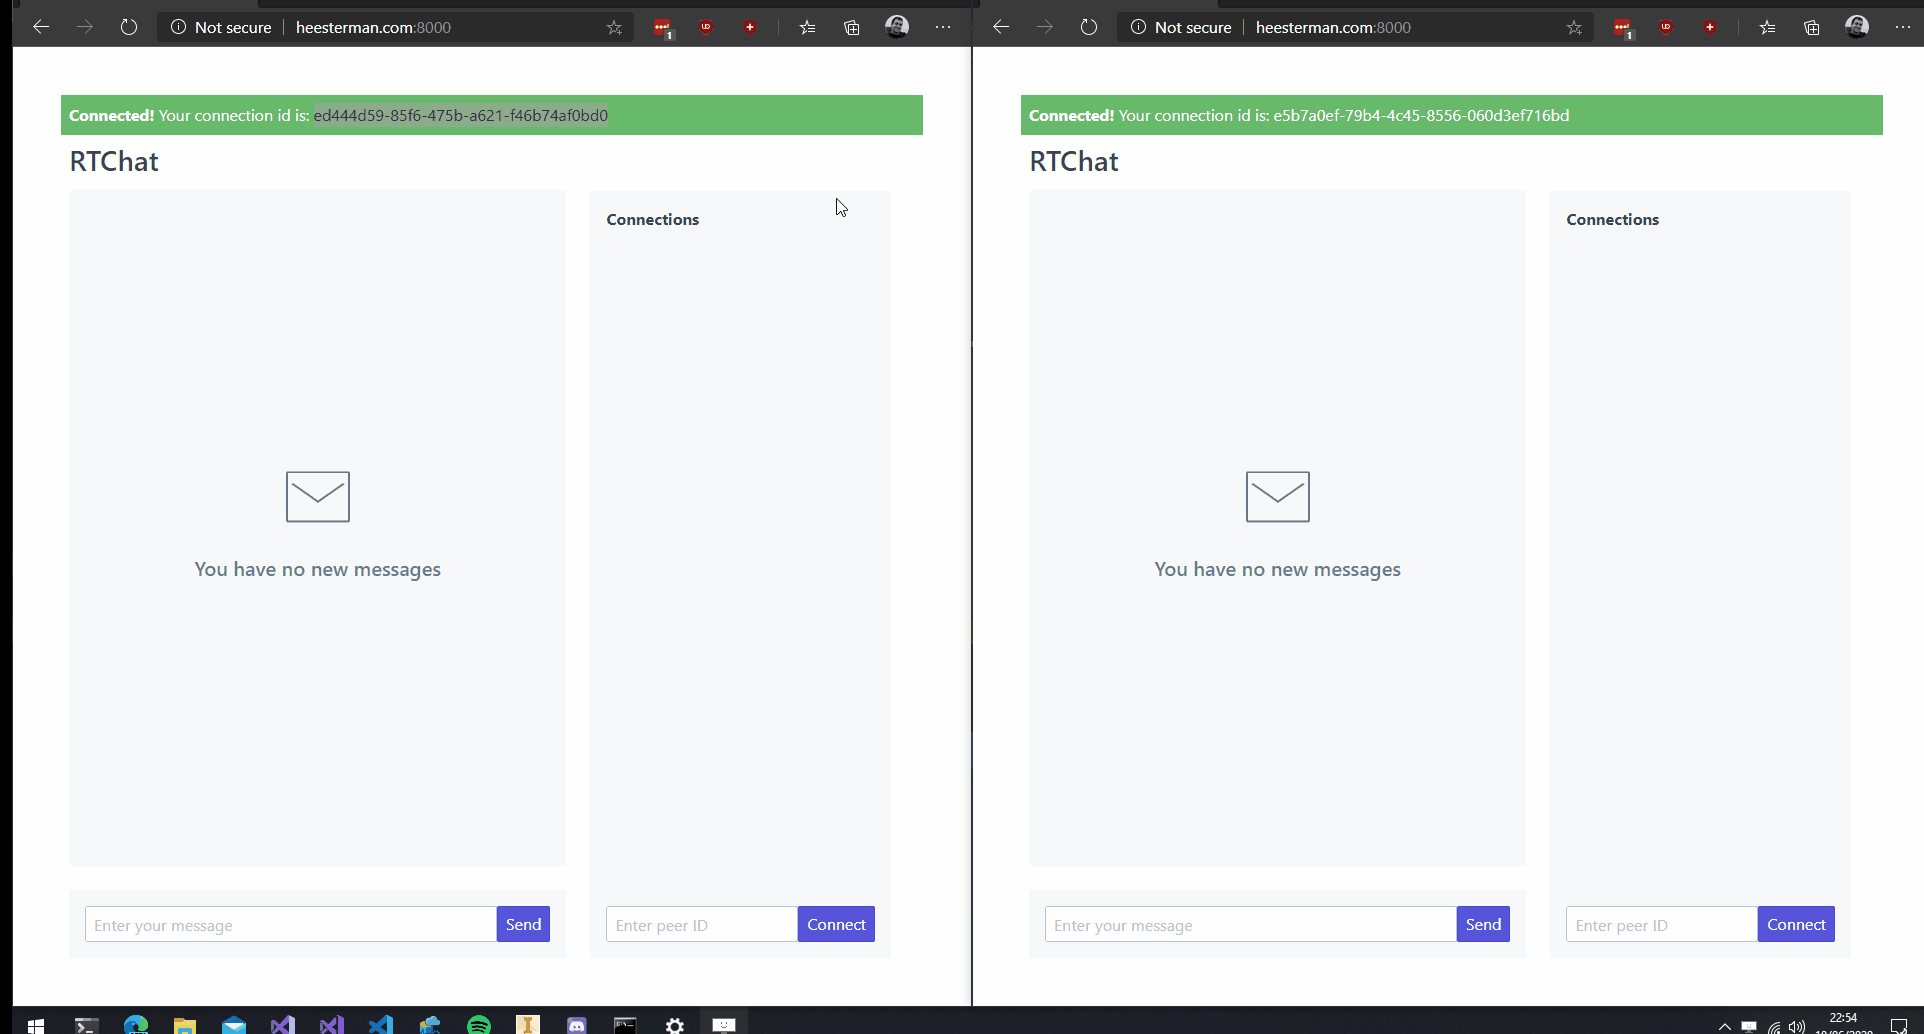 Not secure heesterman.com:8000
1
Connected! Your connection id is: ed444d59-85f6-475b-a621-f46b74af0bd0
RTChat
Connections
You have no new messages
Enter your message
Send
Enter peer ID
Connect
Not secure heesterman.com:8000
1
Connected! Your connection id is: e5b7a0ef-79b4-4c45-8556-060d3ef716bd
RTChat
Connections
You have no new messages
Enter your message
Send
Enter peer ID
Connect
22:54